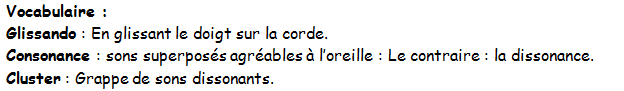 Vocabulaire :
Glissando : En glissant le doigt sur la corde.
Consonance : sons superposés agréables à l'oreille : Le contraire : la dissonance.
Cluster : Grappe de sons dissonants.